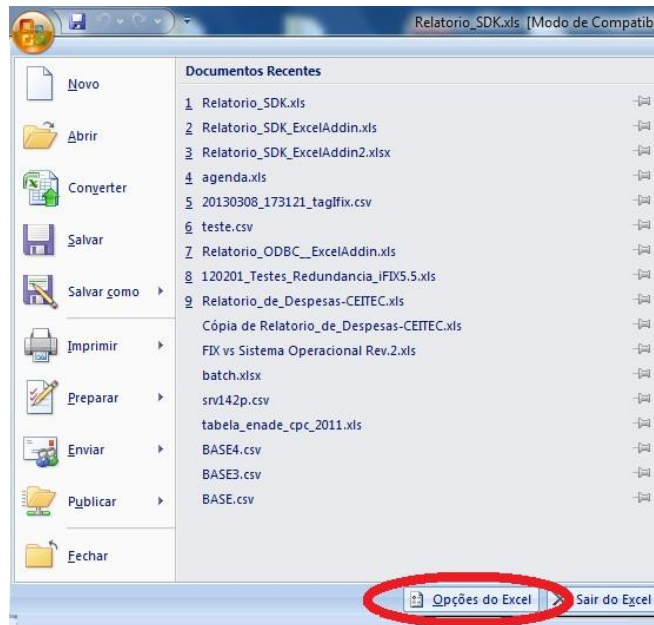 Relatorio_SDK.xls [Modo de Compatib
Novo
Abrir
Converter
Salvar
Salvar como
Imprimir
Preparar
Enviar
Publicar
Fechar
Documentos Recentes
1 Relatorio_SDK.xls
2 Relatorio_SDK_ExcelAddin.xls
3 Relatorio_SDK_ExcelAddin2.xlsx
4 agenda.xls
5 20130308_173121_tagIfix.csv
6 teste.csv
7 Relatorio_ODBC__ExcelAddin.xls
8 120201_Testes_Redundancia_iFIX5.5.xls
9 Relatorio_de_Despesas-CEITEC.xls
Cópia de Relatorio_de_Despesas-CEITEC.xls
FIX vs Sistema Operacional Rev.2.xls
batch.xlsx
srv142p.csv
tabela_enade_cpc_2011.xls
BASE4.csv
BASE3.csv
BASE.csv
Opções do Excel
Sair do Excel